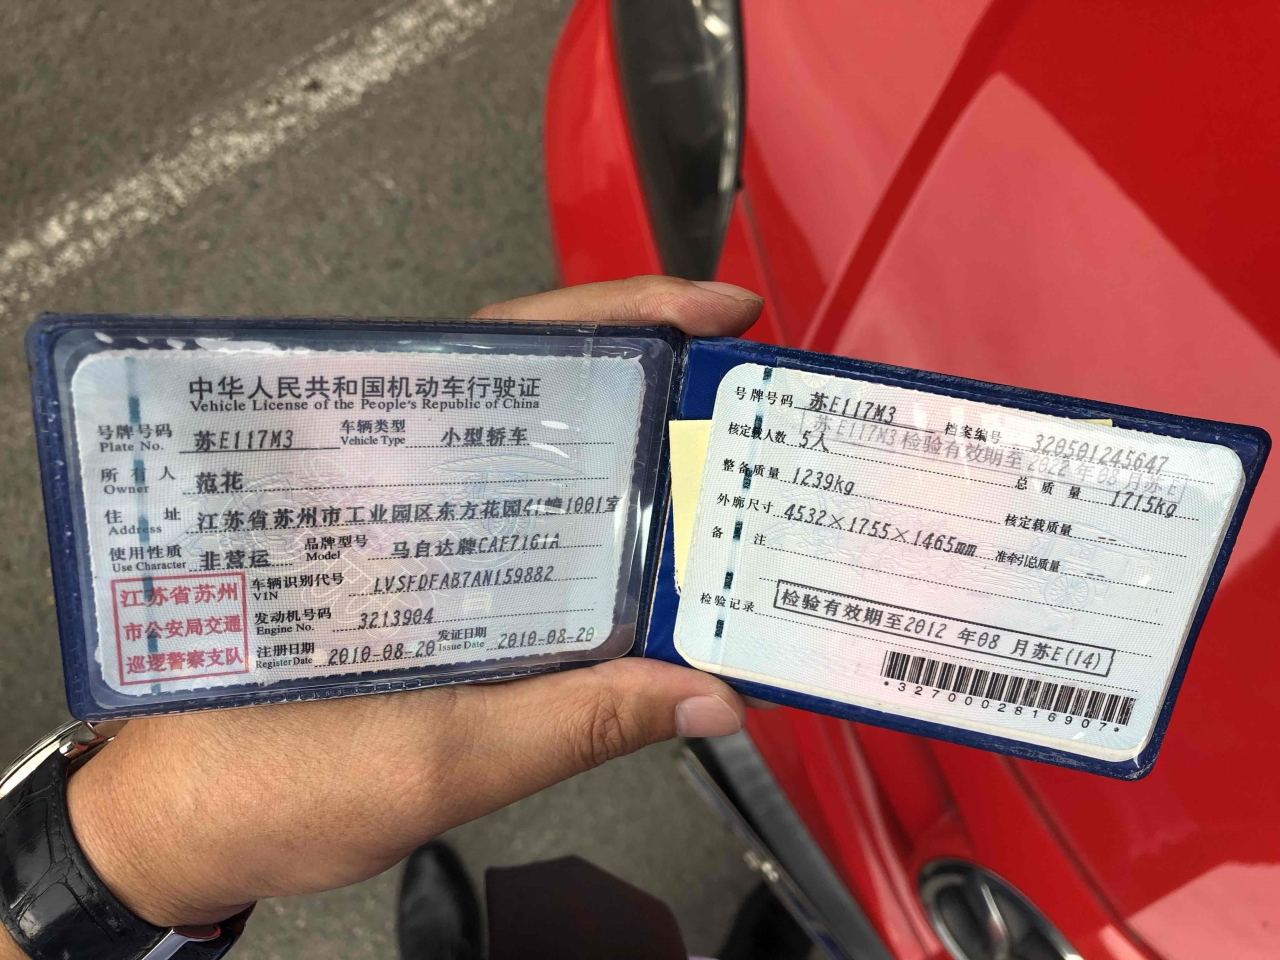 中华人民共和国机动车行驶证
Vehicle License of the People's Republic of China
号牌号码 苏E117M3 车辆类型 小型轿车
Plate No. Vehicle Type
所有人 范花
Owner
住址 江苏省苏州市工业园区东方花园41幢1001室
Address
使用性质 非营运 品牌型号 马自达牌CAF7161A
Use Character Model
江苏省苏州
市公安局交通
巡逻警察支队
车辆识别代号 LVSFDFAB7AN159882
VIN
发动机号码 3213904
Engine No.
注册日期 2010-08-20 发证日期 2010-08-20
Register Date Issue Date
号牌号码 苏E117M3 档案编号 320501245647
苏E117M3 检验有效期至2022年08月苏E
核定载人数 5人 总质量 1715kg
整备质量 1239kg 核定载质量 --
外廓尺寸 4532×1755×1465mm 准牵引总质量 --
备注
检验记录 检验有效期至2012 年08 月苏E(14)
*3270002816907*